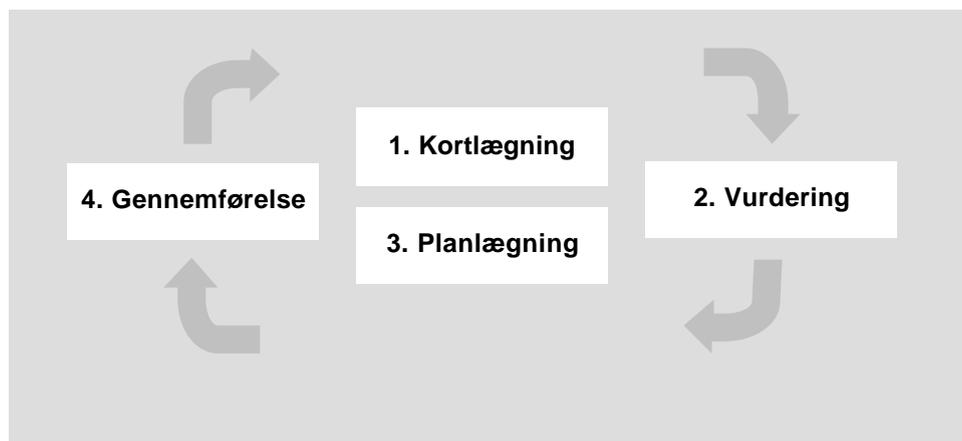 1. Kortlægning
2. Vurdering
3. Planlægning
4. Gennemførelse